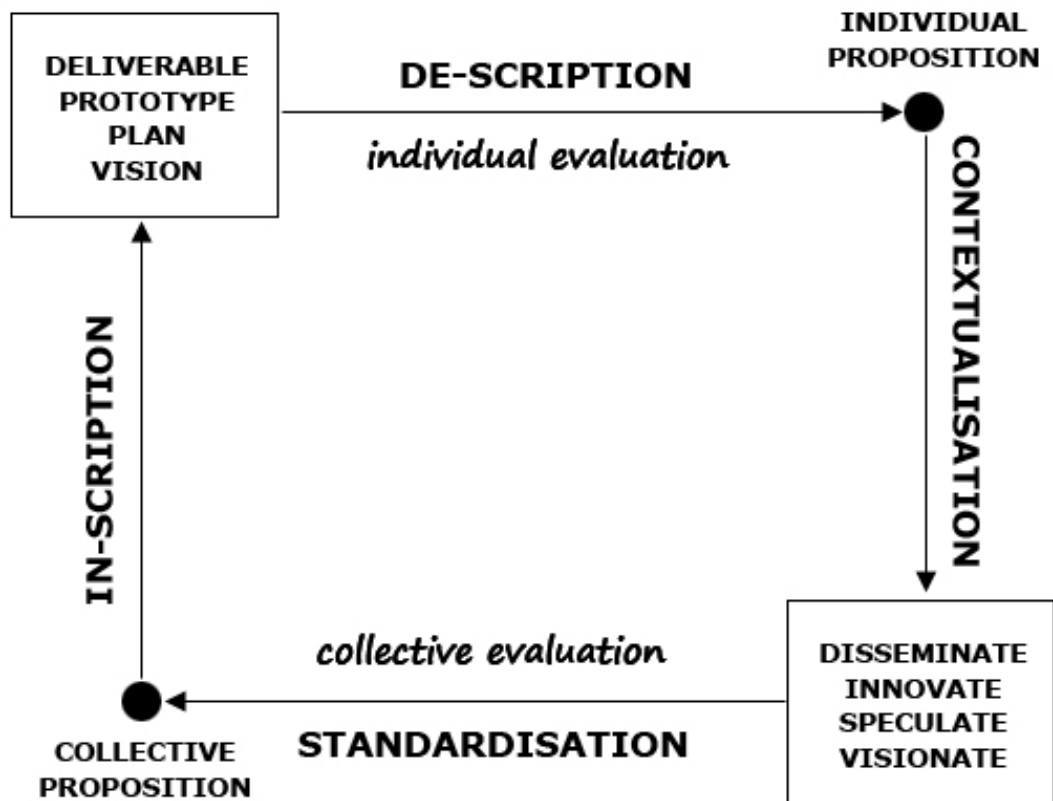 INDIVIDUAL
PROPOSITION
DELIVERABLE
PROTOTYPE
PLAN
VISION
DE-SCRIPTION
individual evaluation
CONTEXTUALISATION
IN-SCRIPTION
collective evaluation
STANDARDISATION
DISSEMINATE
INNOVATE
SPECULATE
VISIONATE
COLLECTIVE
PROPOSITION